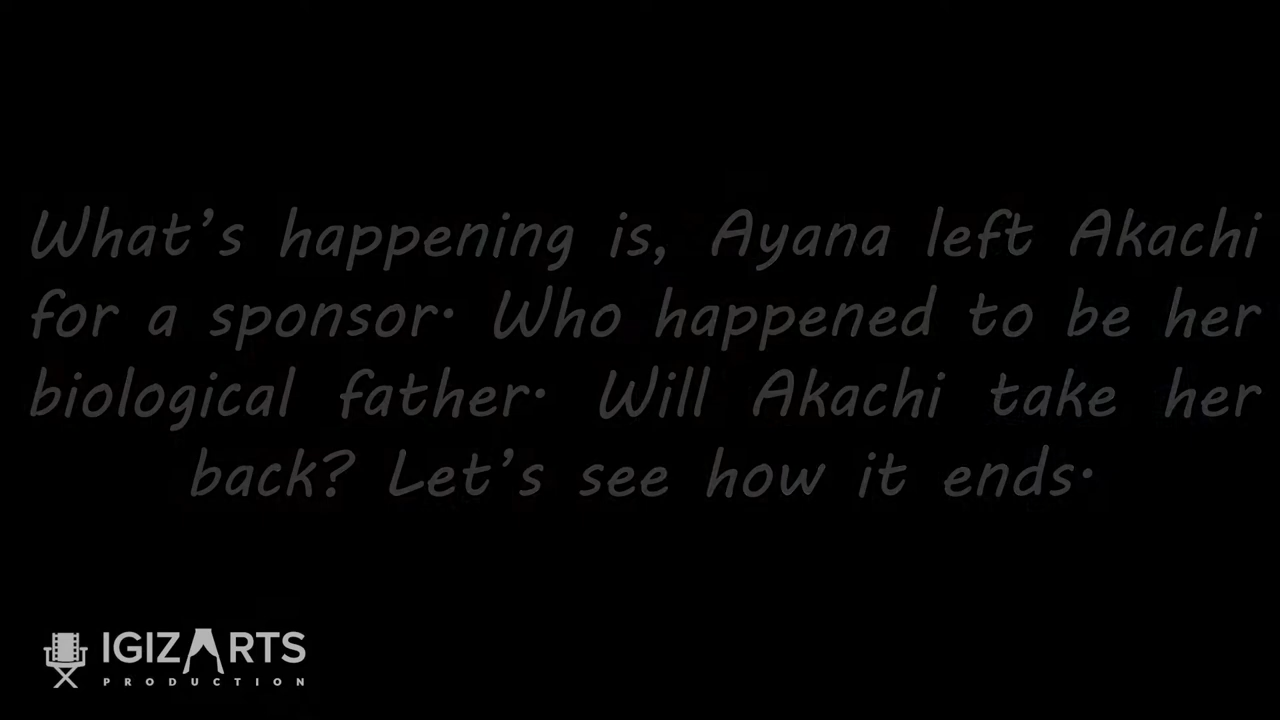 What’s happening is, Ayana left Akachi
for a sponsor. Who happened to be her
biological father. Will Akachi take her
back? Let’s see how it ends.
IGIZARTS
PRODUCTION